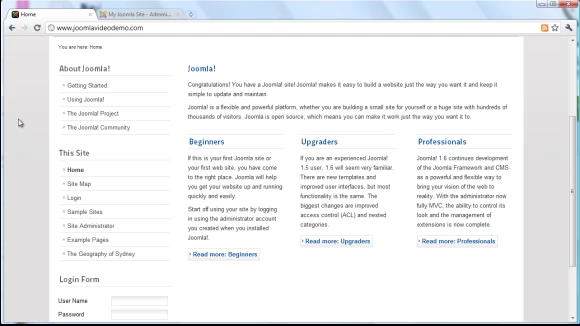 Home
My Joomla Site - Admini...
www.joomlavideodemo.com
You are here: Home
About Joomla!
Getting Started
Using Joomla!
The Joomla! Project
The Joomla! Community
This Site
Home
Site Map
Login
Sample Sites
Site Administrator
Example Pages
The Geography of Sydney
Login Form
User Name
Password
Joomla!
Congratulations! You have a Joomla! site! Joomla! makes it easy to build a website just the way you want it and keep
it simple to update and maintain.
Joomla! is a flexible and powerful platform, whether you are building a small site for yourself or a huge site with hundreds of
thousands of visitors. Joomla is open source, which means you can make it work just the way you want it to.
Beginners
If this is your first Joomla! site or
your first web site, you have come
to the right place. Joomla will help
you get your website up and running
quickly and easily.
Start off using your site by logging
in using the administrator account
you created when you installed
Joomla!.
Read more: Beginners
Upgraders
If you are an experienced Joomla!
1.5 user, 1.6 will seem very familiar.
There are new templates and
improved user interfaces, but most
functionality is the same. The
biggest changes are improved
access control (ACL) and nested
categories.
Read more: Upgraders
Professionals
Joomla! 1.6 continues development
of the Joomla Framework and CMS
as a powerful and flexible way to
bring your vision of the web to
reality. With the administrator now
fully MVC, the ability to control its
look and the management of
extensions is now complete.
Read more: Professionals